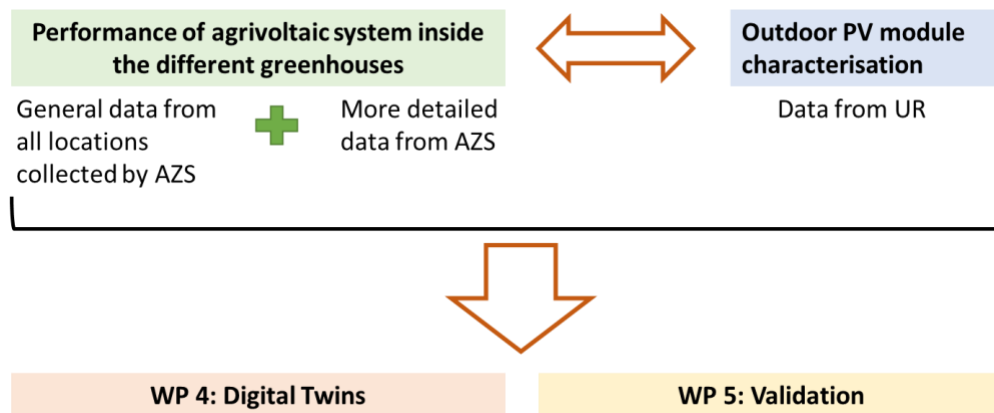 Performance of agrivoltaic system inside
the different greenhouses
Outdoor PV module
characterisation
General data from
all locations
collected by AZS
More detailed
data from AZS
Data from UR
WP 4: Digital Twins
WP 5: Validation